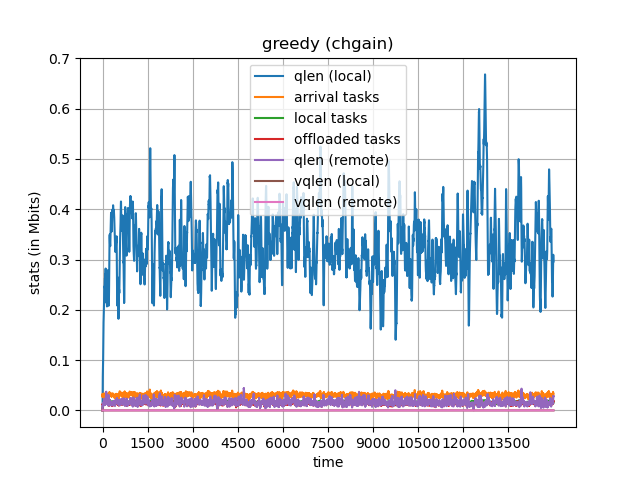 greedy (chgain)
0.7
0.6
0.5
0.4
0.3
0.2
0.1
0.0
stats (in Mbits)
qlen (local)
arrival tasks
local tasks
offloaded tasks
qlen (remote)
vqlen (local)
vqlen (remote)
0 1500 3000 4500 6000 7500 9000 10500 12000 13500
time